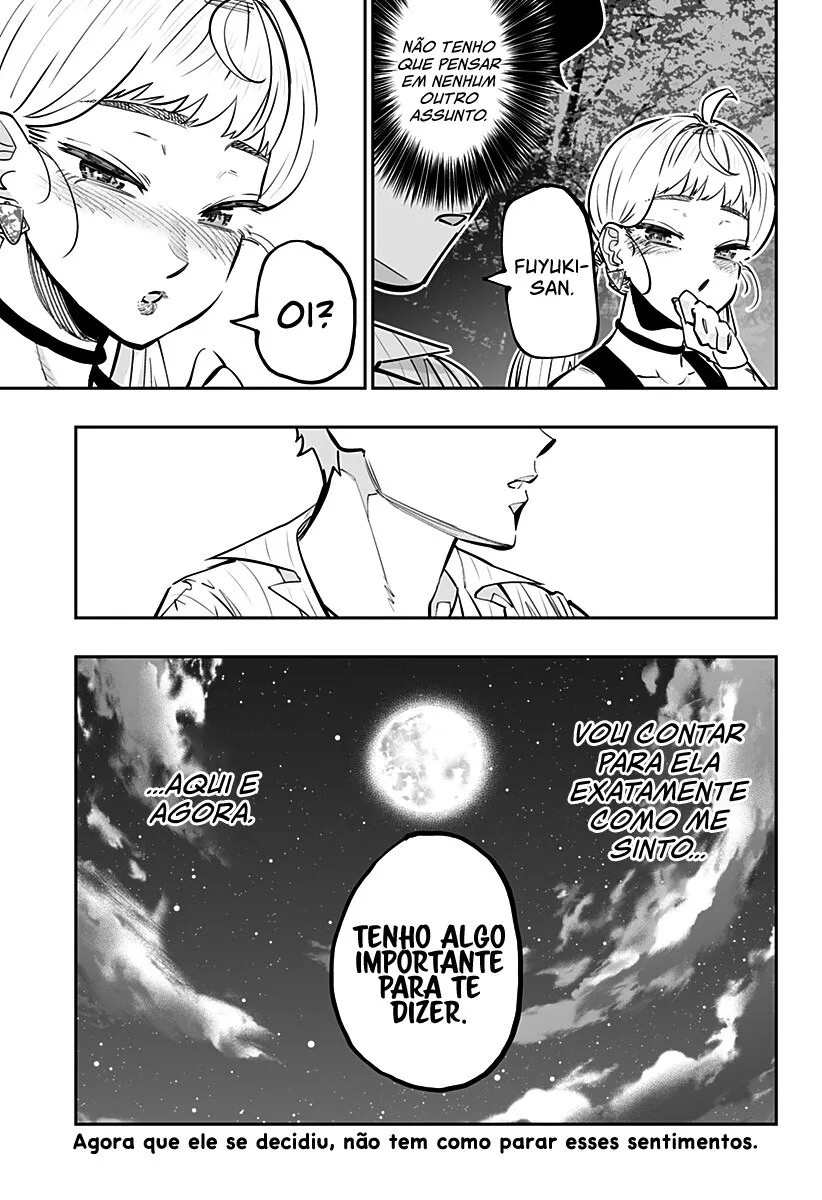 NÃO TENHO
QUE PENSAR
EM NENHUM
OUTRO
ASSUNTO.
FUYUKI-
SAN.
OI?
VOU CONTAR
PARA ELA
EXATAMENTE
COMO ME
SINTO...
...AQUI E
AGORA.
TENHO ALGO
IMPORTANTE
PARA TE
DIZER.
Agora que ele se decidiu, não tem como parar esses sentimentos.